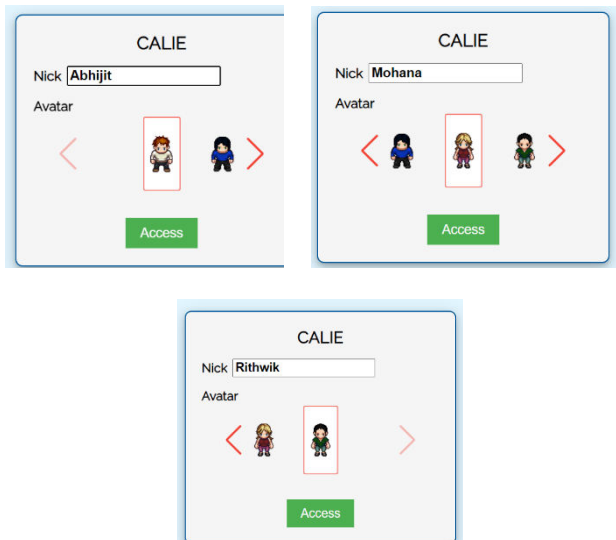 CALIE
Nick Abhijit
Avatar
Access
CALIE
Nick Mohana
Avatar
Access
CALIE
Nick Rithwik
Avatar
Access